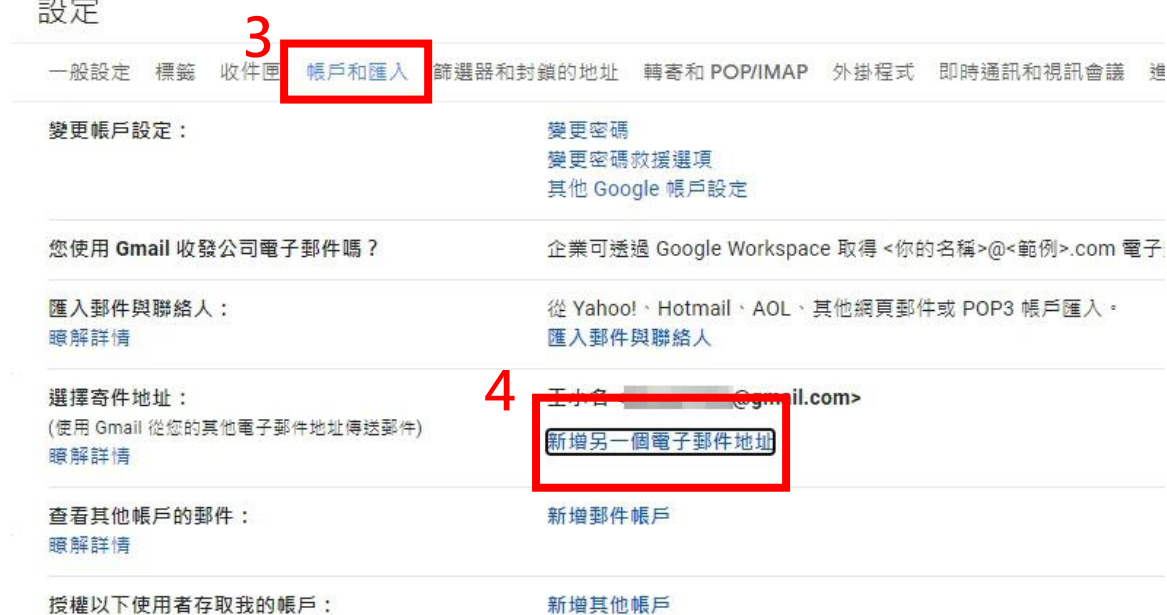 設定
3
一般設定 標籤 收件匣 帳戶和匯入 篩選器和封鎖的地址 轉寄和 POP/IMAP 外掛程式 即時通訊和視訊會議 進
變更帳戶設定：
變更密碼
變更密碼救援選項
其他 Google 帳戶設定
您使用 Gmail 收發公司電子郵件嗎？
企業可透過 Google Workspace 取得 <你的名稱>@<範例>.com 電子
匯入郵件與聯絡人：
瞭解詳情
從 Yahoo!、Hotmail、AOL、其他網頁郵件或 POP3 帳戶匯入。
匯入郵件與聯絡人
選擇寄件地址：
(使用 Gmail 從您的其他電子郵件地址傳送郵件)
瞭解詳情
4
王小名 @gmail.com>
新增另一個電子郵件地址
查看其他帳戶的郵件：
瞭解詳情
新增郵件帳戶
授權以下使用者存取我的帳戶：
新增其他帳戶